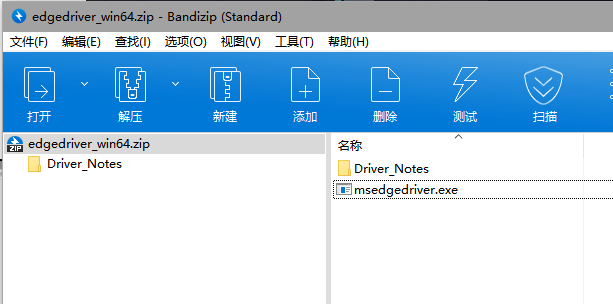 edgedriver_win64.zip - Bandizip (Standard)
文件(F) 编辑(E) 查找(I) 选项(O) 视图(V) 工具(T) 帮助(H)
打开 解压 新建 添加 删除 测试 扫描
edgedriver_win64.zip
Driver_Notes
名称
Driver_Notes
msedgedriver.exe